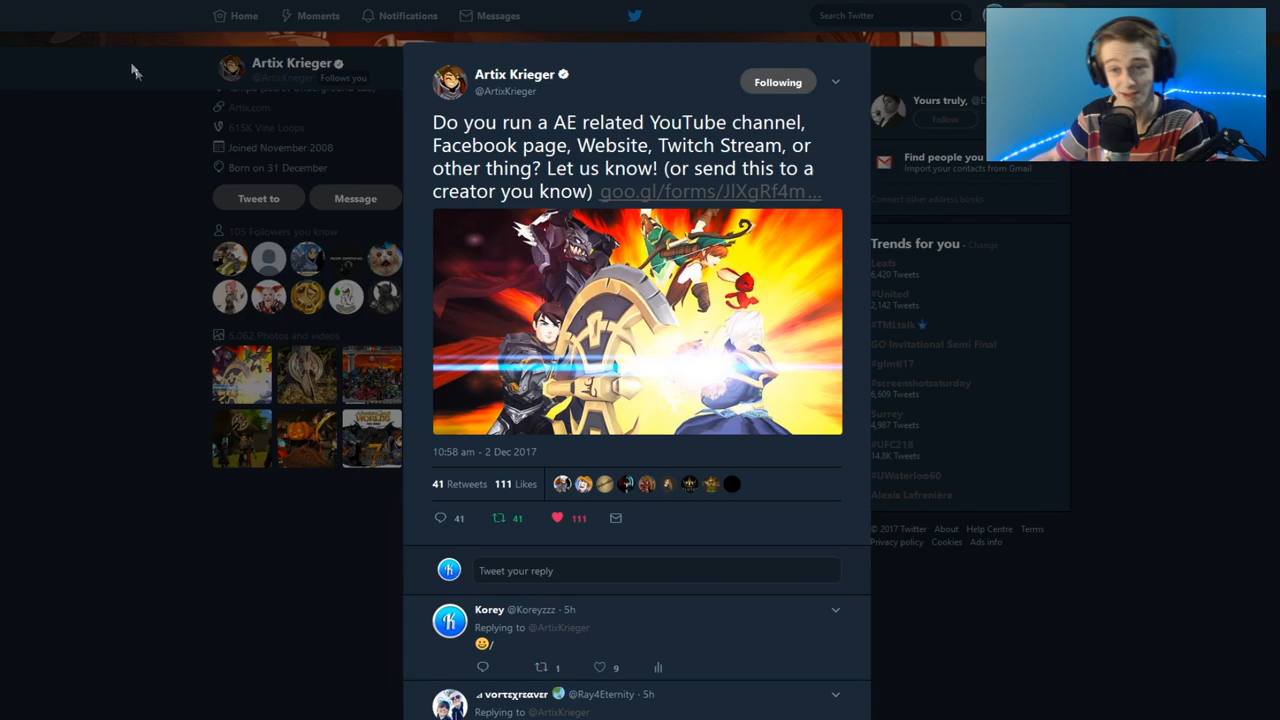 Home
Moments
Notifications
Messages
Search Twitter
Artix Krieger
@ArtixKrieger Follows you
Artix.com
615K Vine Loops
Joined November 2008
Born on 31 December
Tweet to
Message
105 Followers you know
5,062 Photos and videos
Artix Krieger
@ArtixKrieger
Following
Do you run a AE related YouTube channel,
Facebook page, Website, Twitch Stream, or
other thing? Let us know! (or send this to a
creator you know) goo.gl/forms/JlXgRf4m…
10:58 am - 2 Dec 2017
41 Retweets 111 Likes
41
41
111
Tweet your reply
Korey @Koreyzzz · 5h
Replying to @ArtixKrieger
😀/
1
9
@Ray4Eternity · 5h
Replying to @ArtixKrieger
Yours truly,
Follow
Find people you
Import your contacts from Gmail
Connect other address books
Trends for you · Change
Leafs
6,420 Tweets
#United
2,142 Tweets
#TMLtalk
GO Invitational Semi Final
#glmtl17
#screenshotsaturday
6,609 Tweets
Surrey
4,987 Tweets
#UFC218
14.8K Tweets
#UWaterloo60
Alexis Lafrenière
© 2017 Twitter About Help Centre Terms
Privacy policy Cookies Ads info